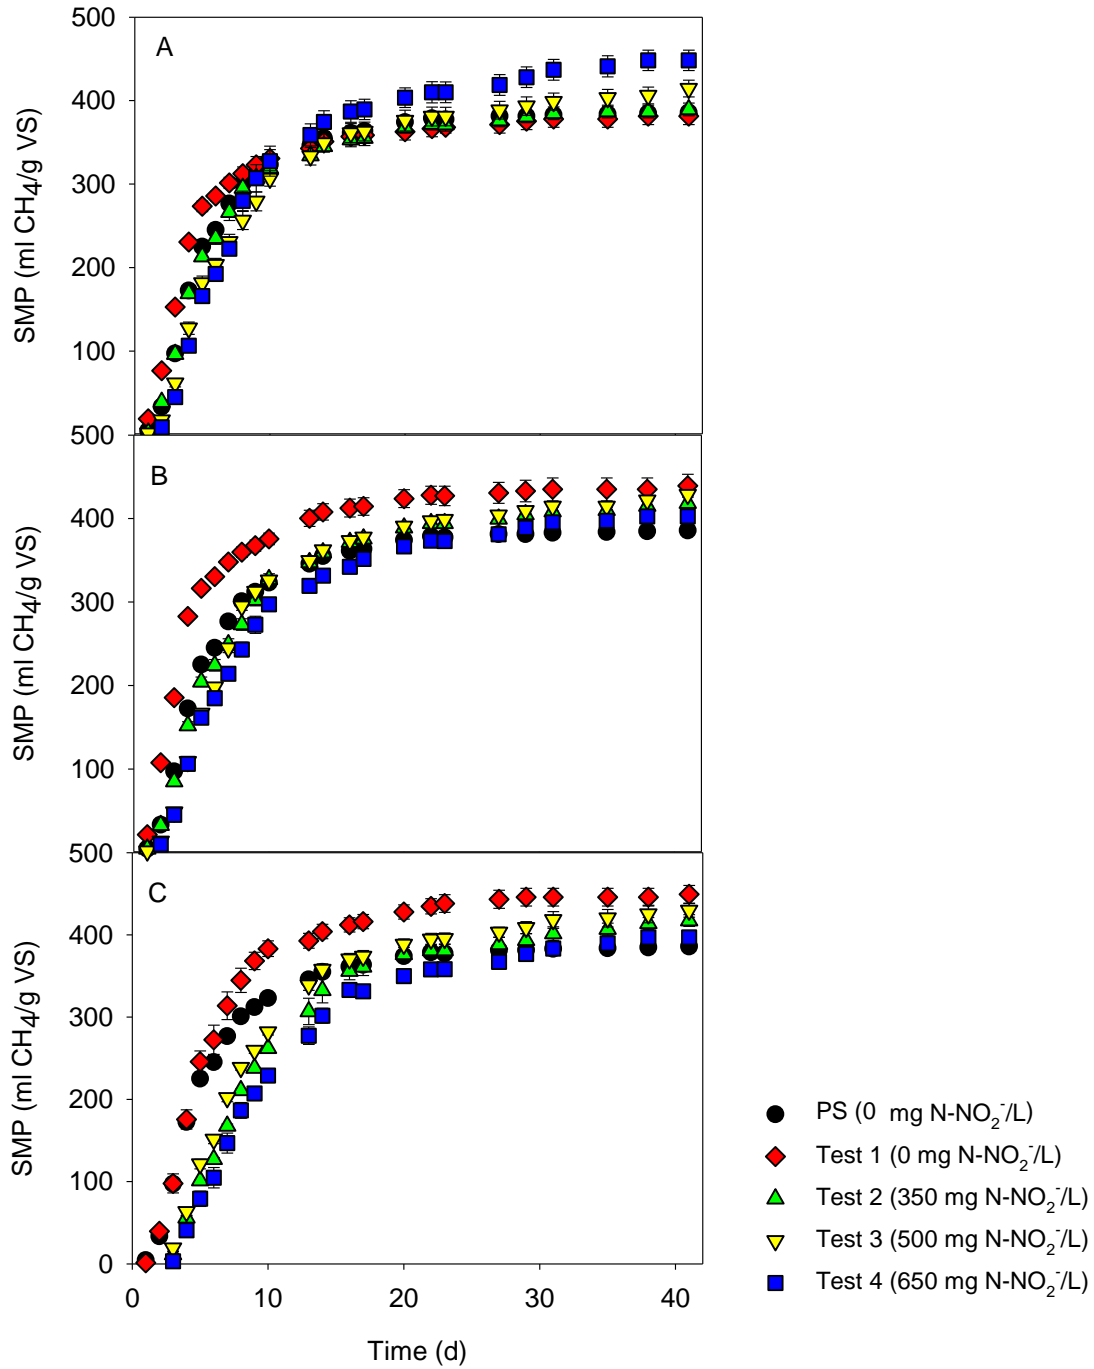 500
A
400
300
200
100
SMP (ml CH4/g VS)
500
B
400
300
200
100
SMP (ml CH4/g VS)
500
C
400
300
200
100
0
SMP (ml CH4/g VS)
0 10 20 30 40
Time (d)
PS (0 mg N-NO2-/L)
Test 1 (0 mg N-NO2-/L)
Test 2 (350 mg N-NO2-/L)
Test 3 (500 mg N-NO2-/L)
Test 4 (650 mg N-NO2-/L)